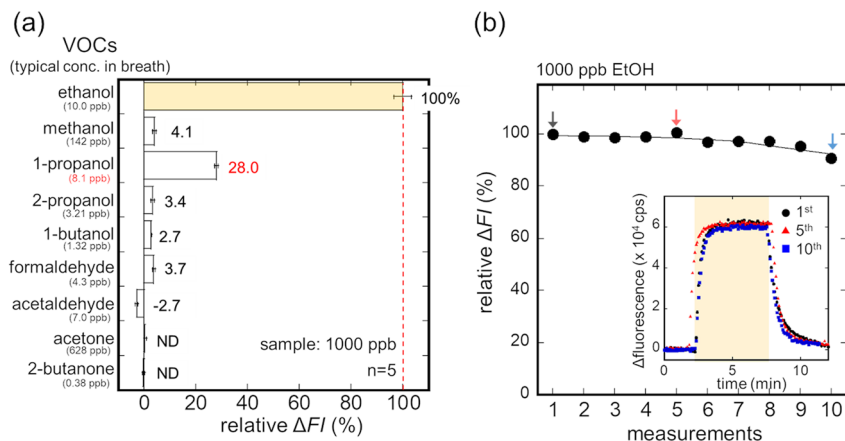 (a)
VOCs
(typical conc. in breath)
ethanol
(10.0 ppb)
100%
methanol
(142 ppb)
4.1
1-propanol
(8.1 ppb)
28.0
2-propanol
(3.21 ppb)
3.4
1-butanol
(1.32 ppb)
2.7
formaldehyde
(4.3 ppb)
3.7
acetaldehyde
(7.0 ppb)
-2.7
acetone
(628 ppb)
ND
sample: 1000 ppb
2-butanone
(0.38 ppb)
ND
n=5
0 20 40 60 80 100
relative ΔFI (%)
(b)
1000 ppb EtOH
100
80
60
40
20
0
relative ΔFI (%)
1 2 3 4 5 6 7 8 9 10
measurements
6
4
2
0
Δfluorescence (x 10⁴ cps)
1st
5th
10th
0 5 10
time (min)